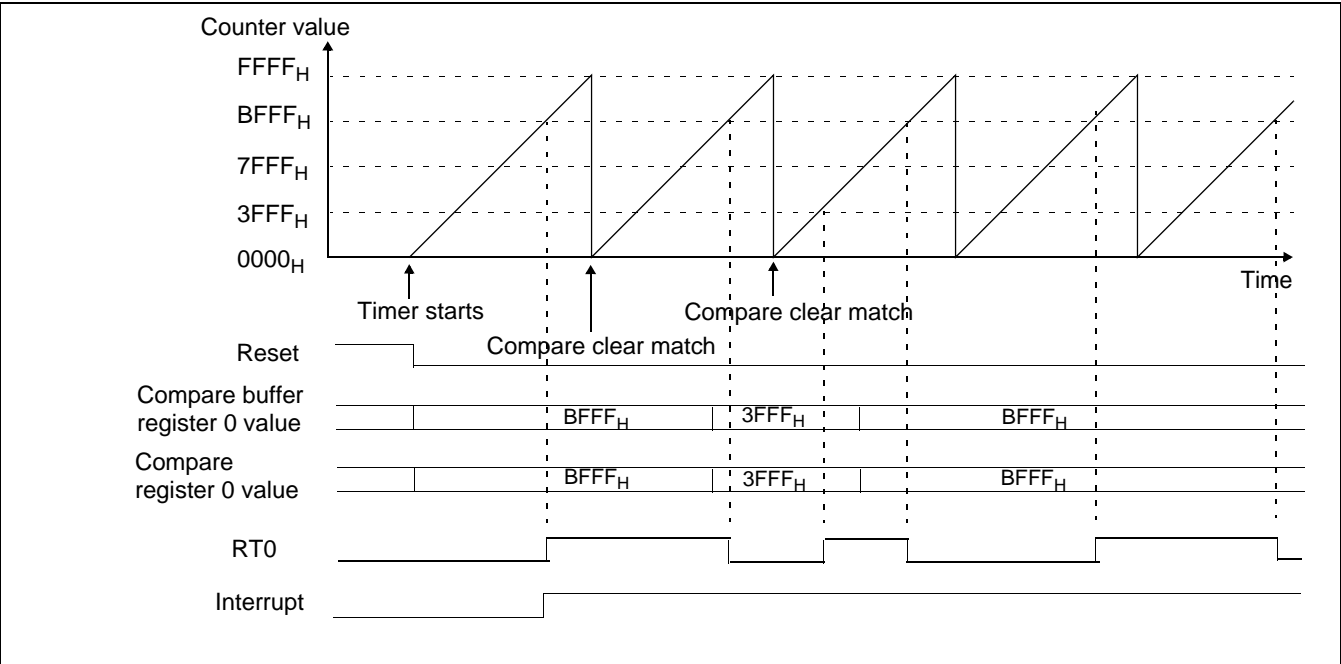 Counter value
FFFFH
BFFFH
7FFFH
3FFFH
0000H
Time
Timer starts
Compare clear match
Compare clear match
Reset
Compare buffer
register 0 value
BFFFH 3FFFH BFFFH
Compare
register 0 value
BFFFH 3FFFH BFFFH
RT0
Interrupt